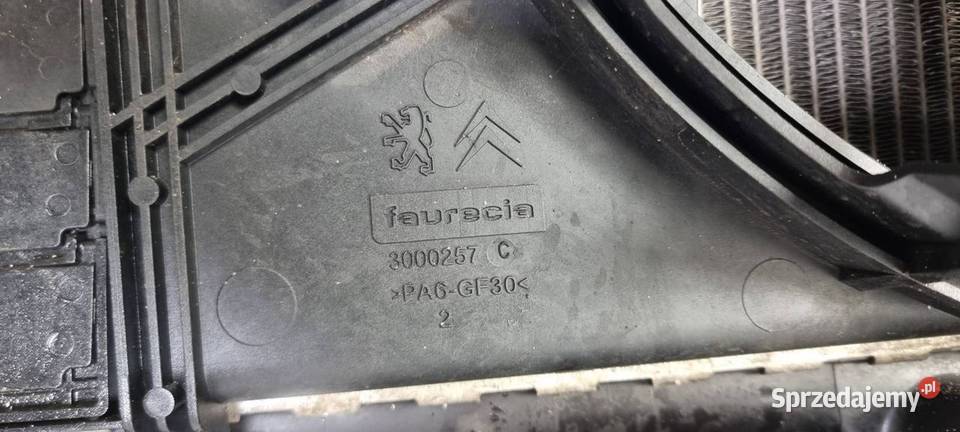 faurecia
3000257 C
>PA6-GF30<
2
Sprzedajemy.pl